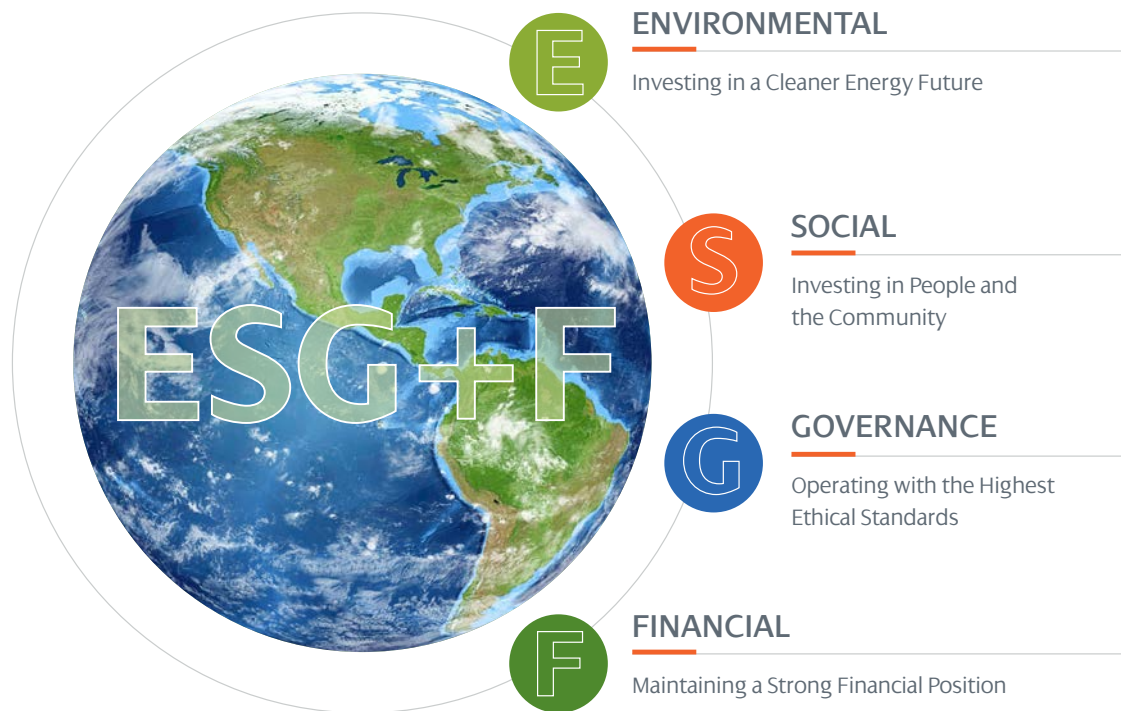 E
ENVIRONMENTAL
Investing in a Cleaner Energy Future
S
SOCIAL
Investing in People and
the Community
ESG+F
G
GOVERNANCE
Operating with the Highest
Ethical Standards
F
FINANCIAL
Maintaining a Strong Financial Position